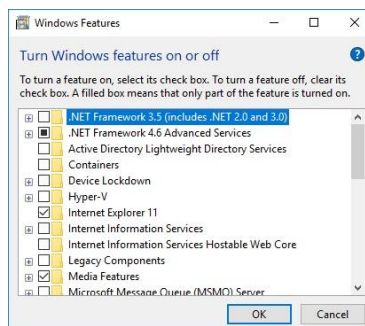 Windows Features
Turn Windows features on or off
To turn a feature on, select its check box. To turn a feature off, clear its
check box. A filled box means that only part of the feature is turned on.
.NET Framework 3.5 (includes .NET 2.0 and 3.0)
.NET Framework 4.6 Advanced Services
Active Directory Lightweight Directory Services
Containers
Device Lockdown
Hyper-V
Internet Explorer 11
Internet Information Services
Internet Information Services Hostable Web Core
Legacy Components
Media Features
Microsoft Message Queue (MSMQ) Server
OK
Cancel